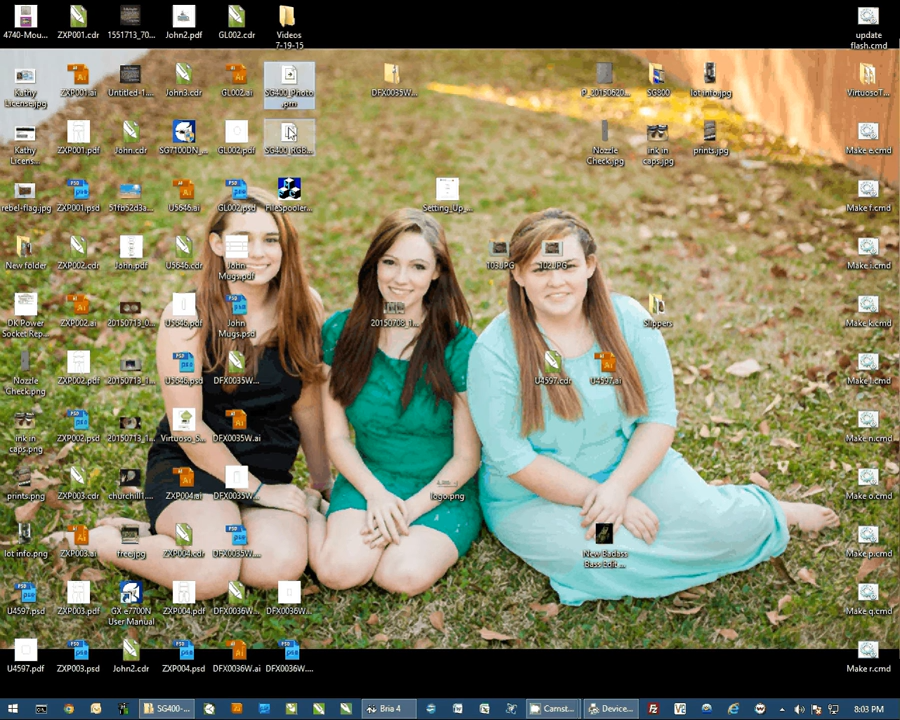 4740-Mou...
ZXP001.cdr
1551713_70...
John2.pdf
GL002.cdr
Videos
7-19-15
update
flash.cmd
Kathy
License.jpg
ZXP001.ai
Untitled-1....
John3.cdr
GL002.ai
SG400_Photo
.prn
DFX0035W...
P_20150620...
SG800
lot info.jpg
VirtuosoT...
Kathy
Licens...
ZXP001.pdf
John.cdr
SG7100DN_...
GL002.pdf
SG400_RGB...
Nozzle
Check.jpg
ink in
caps.jpg
prints.jpg
Make e.cmd
rebel-flag.jpg
ZXP001.psd
51fb52d3a...
U5646.ai
GL002.psd
FileSpooler...
Setting_Up_...
Make f.cmd
New folder
ZXP002.cdr
John.pdf
U5646.cdr
John
Mugs.pdf
103.JPG
102.JPG
Make i.cmd
DK Power
Socket Rep...
ZXP002.ai
20150713_0...
U5646.pdf
John
Mugs.psd
20150708_1...
Slippers
Make k.cmd
Nozzle
Check.png
ZXP002.pdf
20150713_1...
U5646.psd
DFX0035W...
U4597.cdr
U4597.ai
Make l.cmd
ink in
caps.png
ZXP002.psd
20150713_1...
Virtuoso_S...
DFX0035W.ai
Make n.cmd
prints.png
ZXP003.cdr
churchill1....
ZXP004.ai
DFX0035W...
logo.png
Make o.cmd
lot info.png
ZXP003.ai
free.jpg
ZXP004.cdr
DFX0035W....
New Badass
Bass Editz...
Make p.cmd
U4597.psd
ZXP003.pdf
GX e7700N
User Manual
ZXP004.pdf
DFX0036W...
DFX0036W...
Make q.cmd
U4597.pdf
ZXP003.psd
John2.cdr
ZXP004.psd
DFX0036W.ai
DFX0036W....
Make r.cmd
SG400-...
Bria 4
Camst...
Device...
8:03 PM